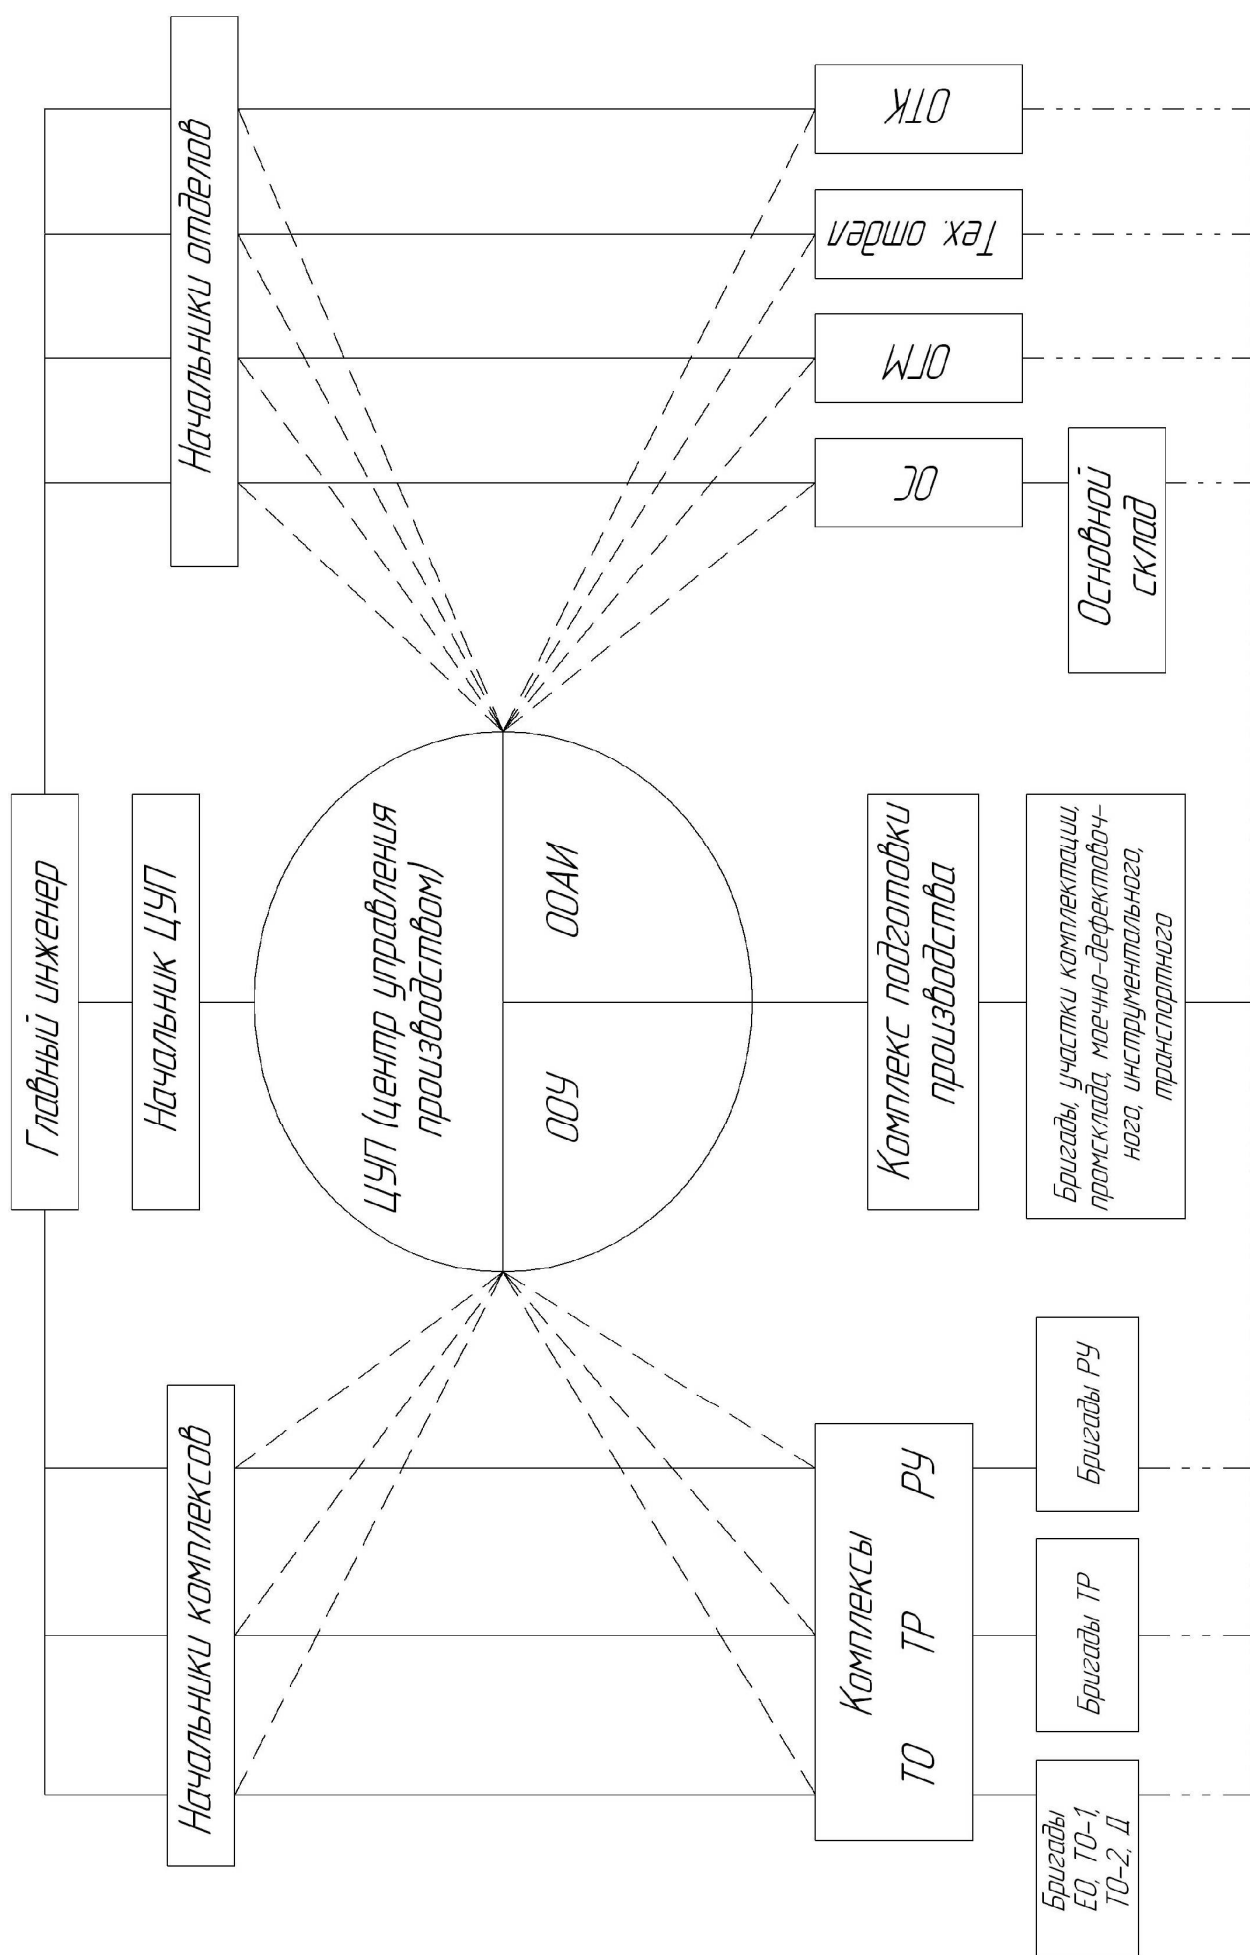 Главный инженер
Начальник ЦУП
Начальники комплексов
Начальники отделов
ЦУП (центр управления
производством)
ООУ
ООАИ
Комплексы
ТО
ТР
РУ
Комплекс подготовки
производства
ОС
ОГМ
Тех. отдел
ОТК
Бригады
ЕО, ТО-1,
ТО-2, Д
Бригады ТР
Бригады РУ
Бригады, участки комплектации,
промсклада, моечно-дефектовоч-
ного, инструментального,
транспортного
Основной
склад